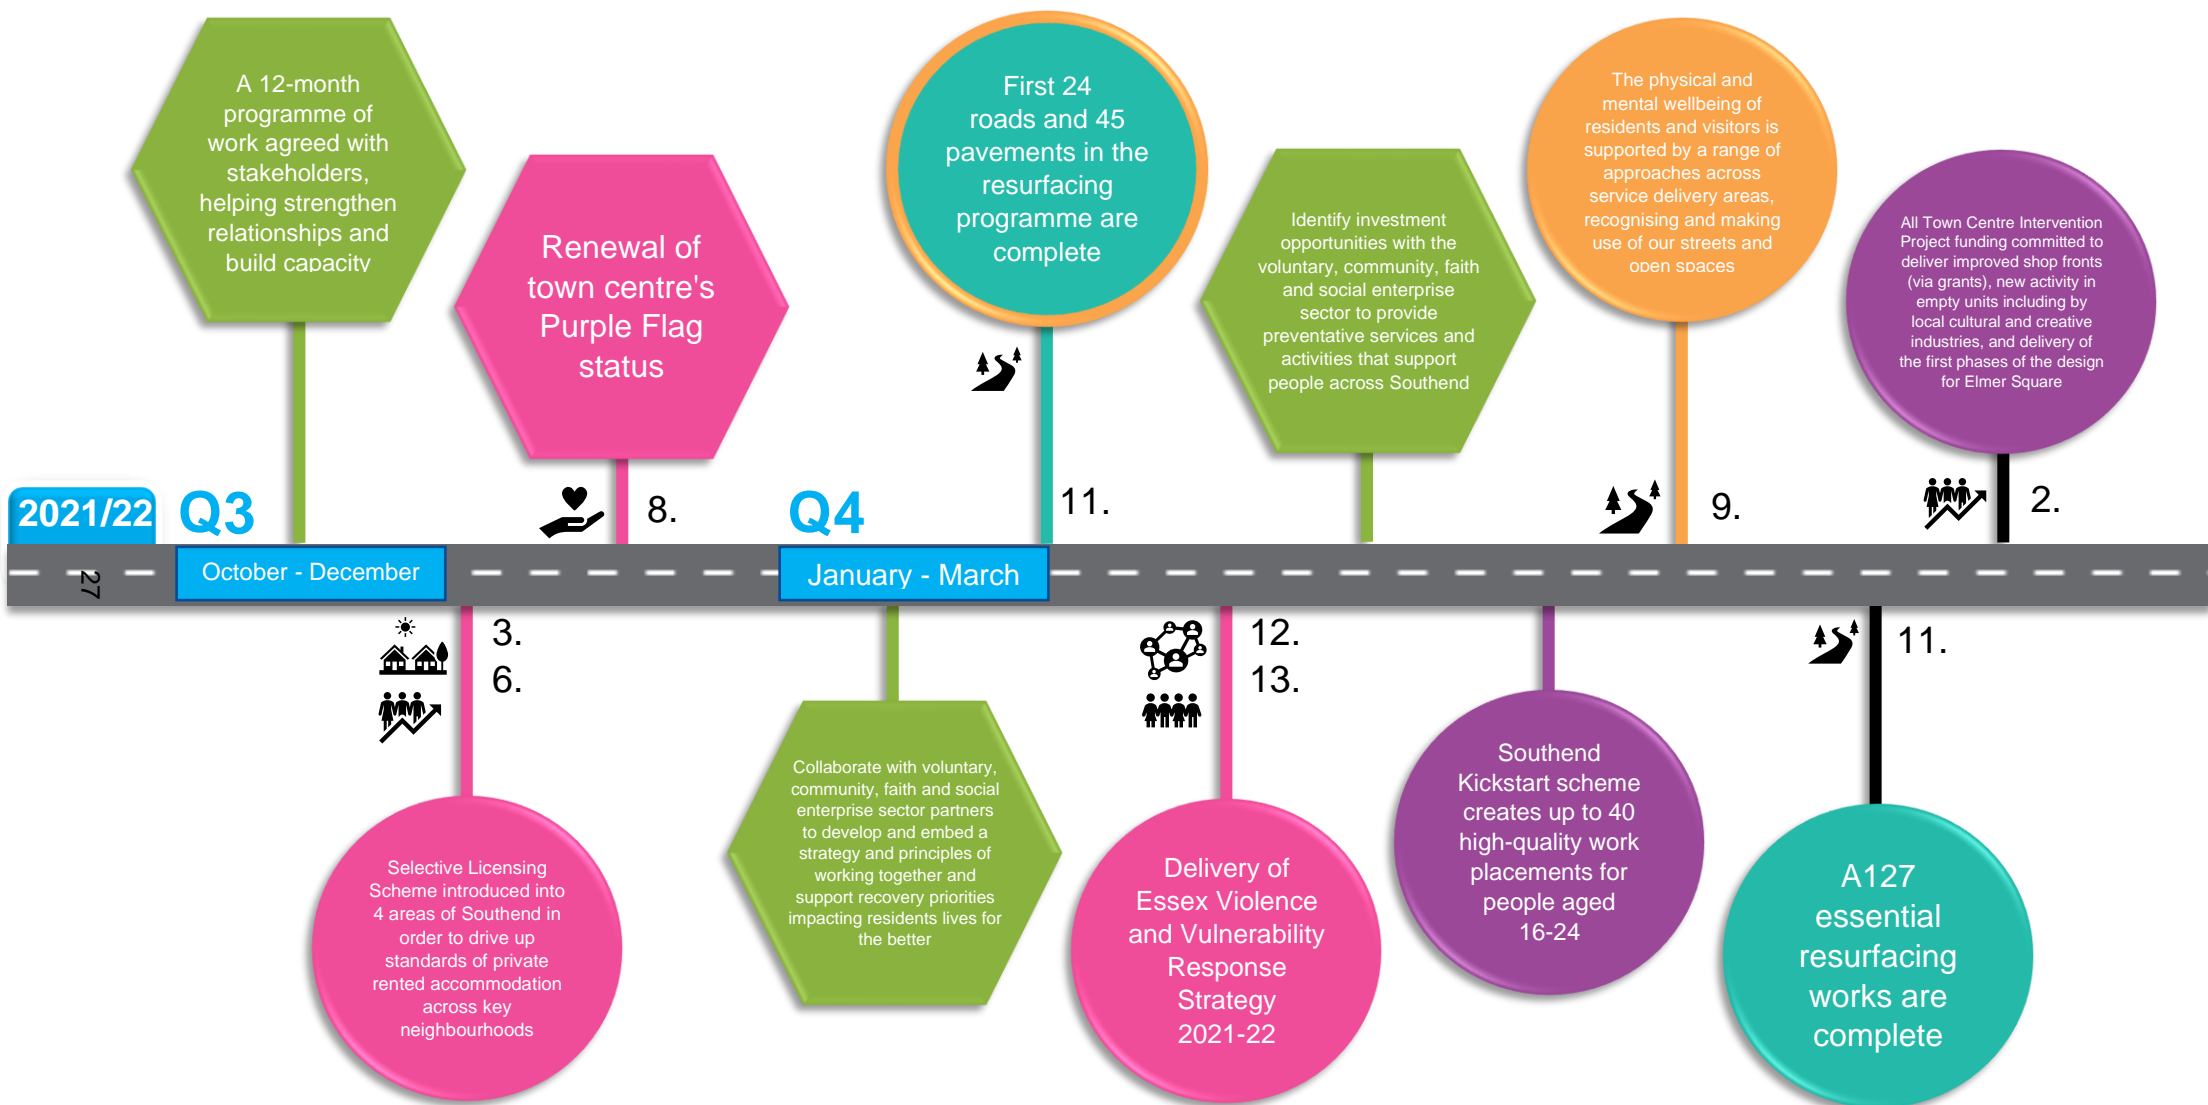 A 12-month
programme of
work agreed with
stakeholders,
helping strengthen
relationships and
build capacity
Renewal of
town centre's
Purple Flag
status
First 24
roads and 45
pavements in the
resurfacing
programme are
complete
Identify investment
opportunities with the
voluntary, community, faith
and social enterprise
sector to provide
preventative services and
activities that support
people across Southend
The physical and
mental wellbeing of
residents and visitors is
supported by a range of
approaches across
service delivery areas,
recognising and making
use of our streets and
open spaces
All Town Centre Intervention
Project funding committed to
deliver improved shop fronts
(via grants), new activity in
empty units including by
local cultural and creative
industries, and delivery of
the first phases of the design
for Elmer Square
2021/22
Q3
8.
Q4
11.
9.
2.
27
October - December
January - March
3.
6.
12.
13.
11.
Selective Licensing
Scheme introduced into
4 areas of Southend in
order to drive up
standards of private
rented accommodation
across key
neighbourhoods
Collaborate with voluntary,
community, faith and social
enterprise sector partners
to develop and embed a
strategy and principles of
working together and
support recovery priorities
impacting residents lives for
the better
Delivery of
Essex Violence
and Vulnerability
Response
Strategy
2021-22
Southend
Kickstart scheme
creates up to 40
high-quality work
placements for
people aged
16-24
A127
essential
resurfacing
works are
complete